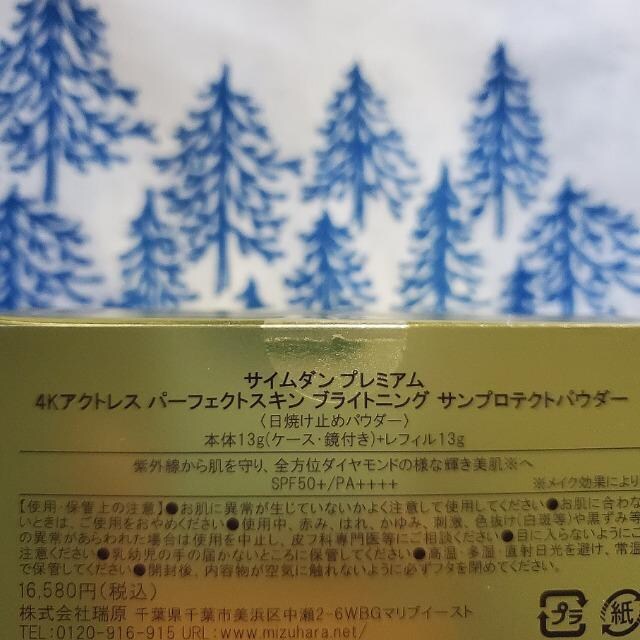 サイムダン プレミアム
4Kアクトレス パーフェクトスキン ブライトニング サンプロテクトパウダー
〈日焼け止めパウダー〉
本体13g(ケース・鏡付き)+レフィル13g
紫外線から肌を守り、全方位ダイヤモンドの様な輝き美肌※へ
SPF50+/PA++++
※メイク効果により
【使用・保管上の注意】●お肌に異常が生じていないかよく注意して使用してください●お肌に合わな
いときは、ご使用をおやめください●使用中、赤み、はれ、かゆみ、刺激、色抜け(白斑等)や黒ずみ等
の異常があらわれた場合は使用を中止し、皮フ科専門医等にご相談ください●目に入らないように
注意ください●乳幼児の手の届かないところに保管してください●高温・多湿・直射日光を避け、常温
で保管してください●開封後、内容物が空気に触れないように必ずフタを閉めてください
16,580円(税込)
株式会社瑞原 千葉県千葉市美浜区中瀬2-6WBGマリブイースト
TEL:0120-916-915 URL:www.mizuhara.net/
プラ
紙